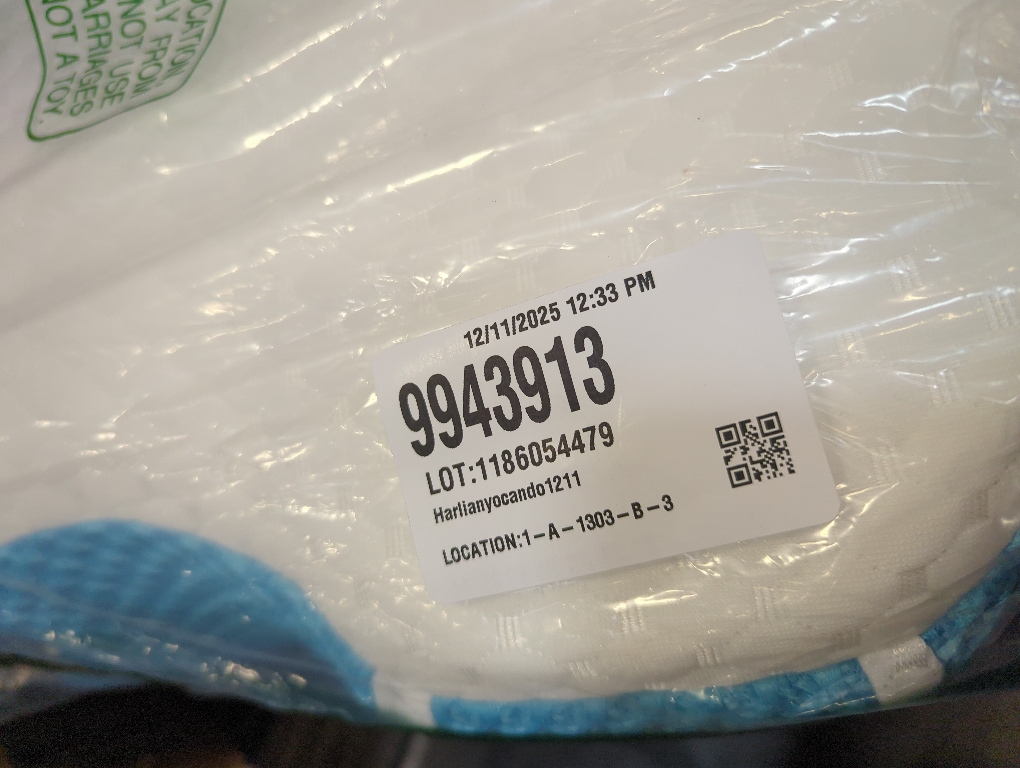 OCATION.
AY FROM
NOT USE
ARRIAGES
NOT A TOY.
12/11/2025 12:33 PM
9943913
LOT:1186054479
Harlianyocando1211
LOCATION:1-A-1303-B-3